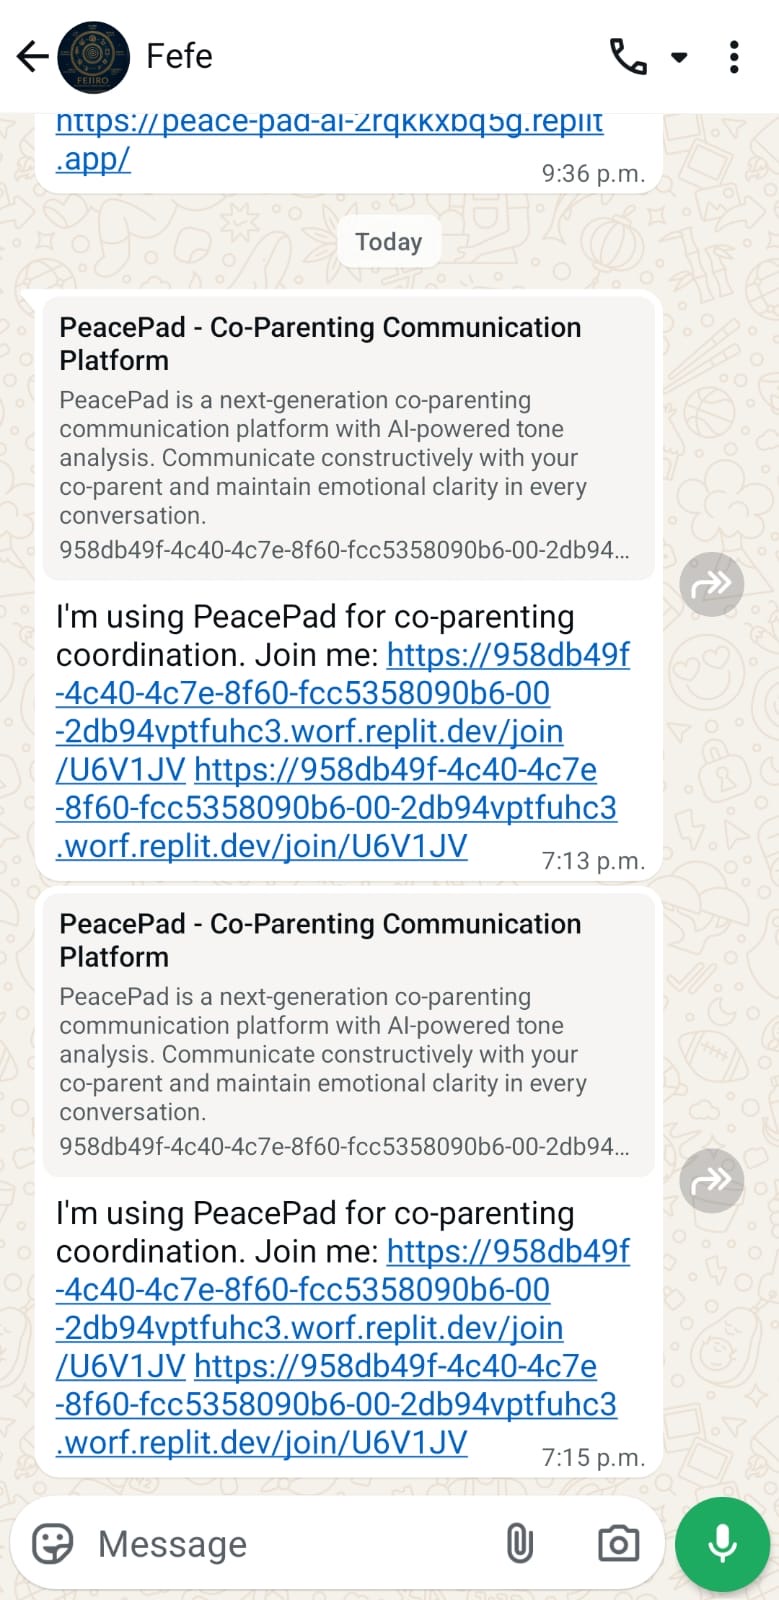 Fefe
FEJIRO
https://peace-pad-ai-2rqkkxbq5g.replit
.app/
9:36 p.m.
Today
PeacePad - Co-Parenting Communication
Platform
PeacePad is a next-generation co-parenting
communication platform with AI-powered tone
analysis. Communicate constructively with your
co-parent and maintain emotional clarity in every
conversation.
958db49f-4c40-4c7e-8f60-fcc5358090b6-00-2db94...
I'm using PeacePad for co-parenting
coordination. Join me: https://958db49f
-4c40-4c7e-8f60-fcc5358090b6-00
-2db94vptfuhc3.worf.replit.dev/join
/U6V1JV https://958db49f-4c40-4c7e
-8f60-fcc5358090b6-00-2db94vptfuhc3
.worf.replit.dev/join/U6V1JV
7:13 p.m.
PeacePad - Co-Parenting Communication
Platform
PeacePad is a next-generation co-parenting
communication platform with AI-powered tone
analysis. Communicate constructively with your
co-parent and maintain emotional clarity in every
conversation.
958db49f-4c40-4c7e-8f60-fcc5358090b6-00-2db94...
I'm using PeacePad for co-parenting
coordination. Join me: https://958db49f
-4c40-4c7e-8f60-fcc5358090b6-00
-2db94vptfuhc3.worf.replit.dev/join
/U6V1JV https://958db49f-4c40-4c7e
-8f60-fcc5358090b6-00-2db94vptfuhc3
.worf.replit.dev/join/U6V1JV
7:15 p.m.
Message